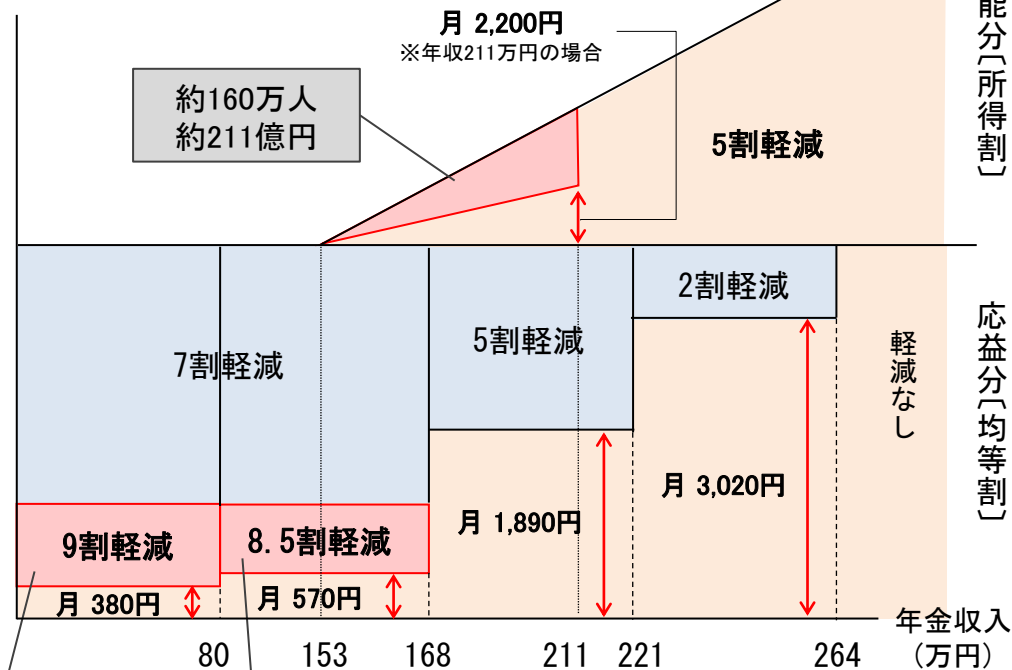 月 2,200円
※年収211万円の場合
約160万人
約211億円
5割軽減
能分〔所得割〕
7割軽減
5割軽減
2割軽減
軽減なし
応益分〔均等割〕
9割軽減
8.5割軽減
月 380円
月 570円
月 1,890円
月 3,020円
80
153
168
211
221
264
年金収入
(万円)